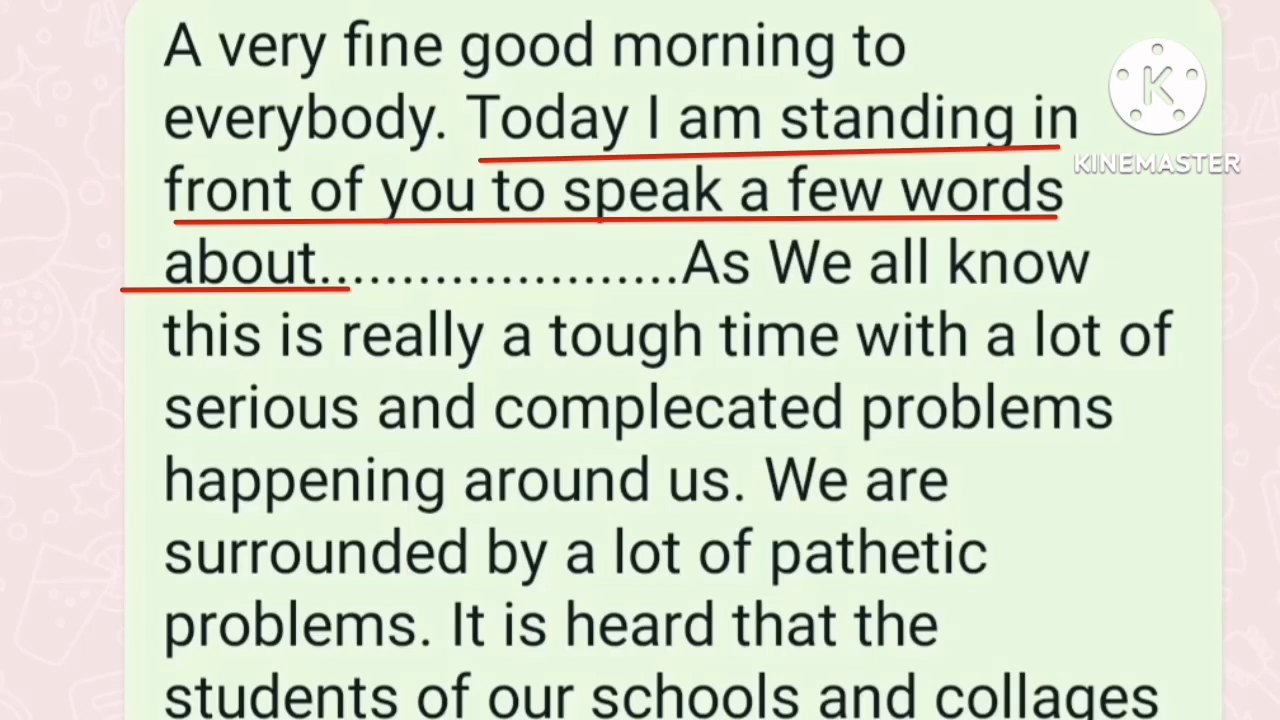 A very fine good morning to
everybody. Today I am standing in
front of you to speak a few words
about......................As We all know
this is really a tough time with a lot of
serious and complecated problems
happening around us. We are
surrounded by a lot of pathetic
problems. It is heard that the
students of our schools and collages
K
KINEMASTER